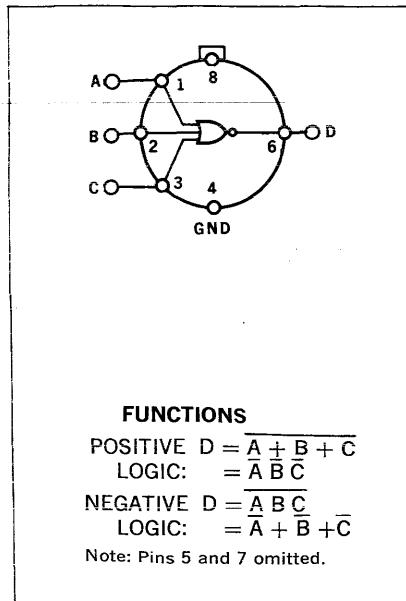 8
A 1
B 2 6 D
C 3 4
GND
FUNCTIONS
POSITIVE D = A̅ ̅+̅ ̅B̅ ̅+̅ ̅C̅
LOGIC: = A̅ B̅ C̅
NEGATIVE D = A̅ ̅B̅ ̅C̅
LOGIC: = A̅ + B̅ + C̅
Note: Pins 5 and 7 omitted.